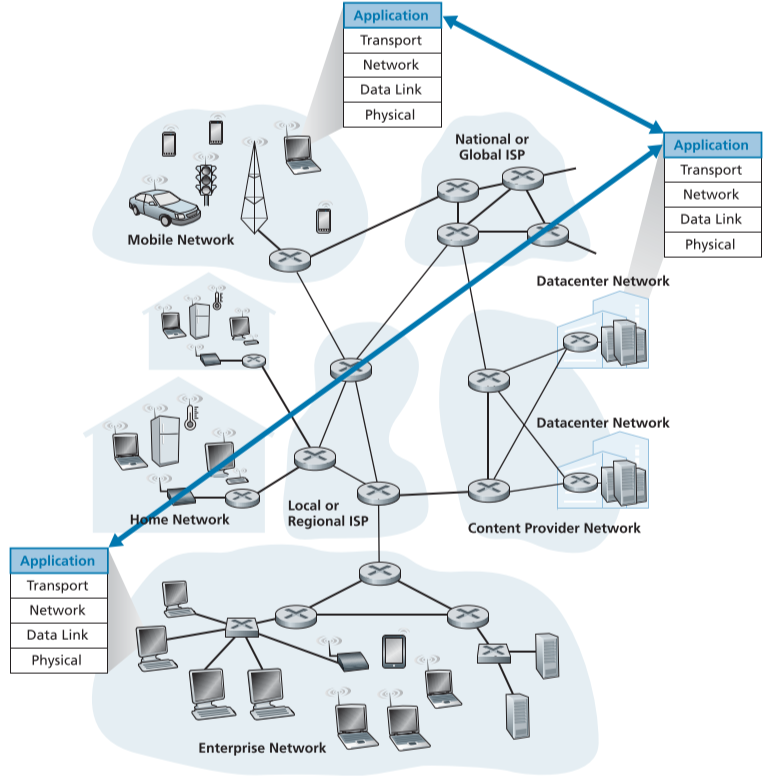 Application
Transport
Network
Data Link
Physical
National or
Global ISP
Application
Transport
Network
Data Link
Physical
Mobile Network
Datacenter Network
Datacenter Network
Home Network
Local or
Regional ISP
Content Provider Network
Application
Transport
Network
Data Link
Physical
Enterprise Network